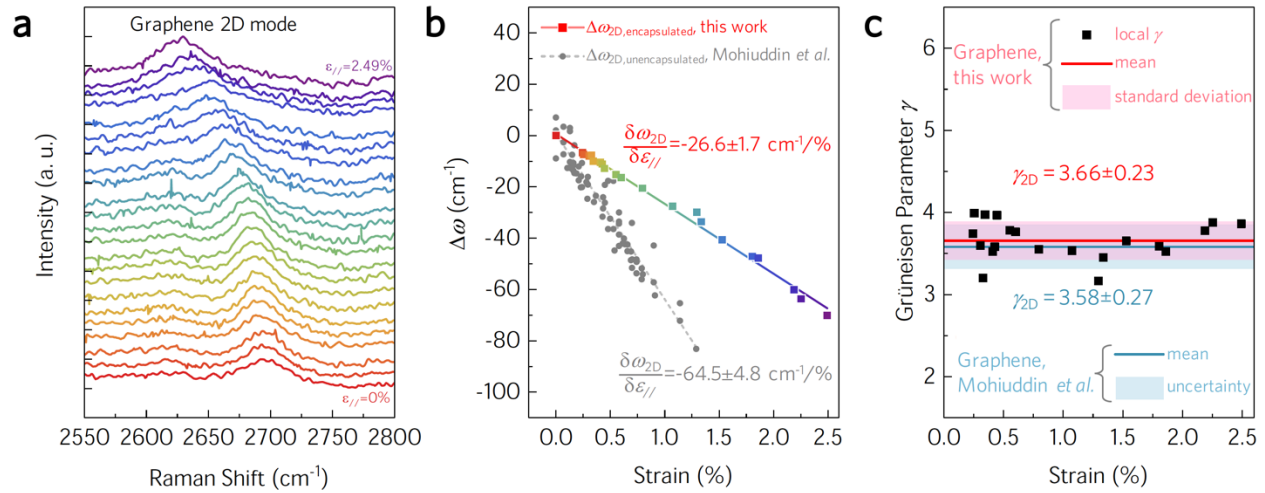 a
Graphene 2D mode
ε//=2.49%
ε//=0%
Intensity (a. u.)
2550 2600 2650 2700 2750 2800
Raman Shift (cm⁻¹)
b
Δω2D,encapsulated, this work
Δω2D,unencapsulated, Mohiuddin et al.
δω2D
δε//
=-26.6±1.7 cm⁻¹/%
δω2D
δε//
=-64.5±4.8 cm⁻¹/%
Δω (cm⁻¹)
40
20
0
-20
-40
-60
-80
-100
0.0 0.5 1.0 1.5 2.0 2.5
Strain (%)
c
Graphene,
this work
local γ
mean
standard deviation
γ2D = 3.66±0.23
γ2D = 3.58±0.27
Graphene,
Mohiuddin et al.
mean
uncertainty
Grüneisen Parameter γ
6
5
4
3
2
0.0 0.5 1.0 1.5 2.0 2.5
Strain (%)